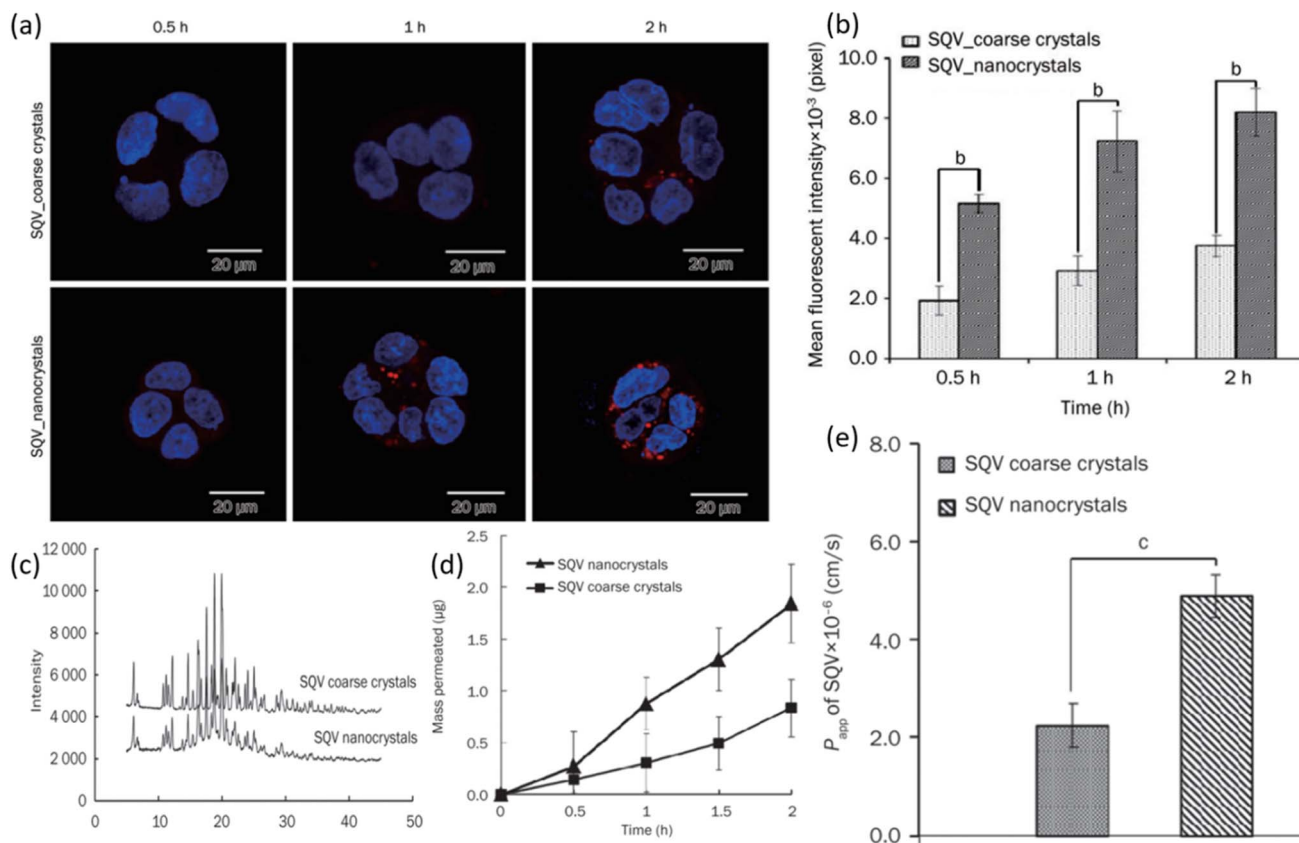 (a)
0.5 h
1 h
2 h
SQV_coarse crystals
20 μm
20 μm
20 μm
SQV_nanocrystals
20 μm
20 μm
20 μm
(b)
SQV_coarse crystals
SQV_nanocrystals
b
b
b
Mean fluorescent intensity×10⁻³ (pixel)
10.0
8.0
6.0
4.0
2.0
0.0
0.5 h
1 h
2 h
Time (h)
(c)
Intensity
12 000
10 000
8 000
6 000
4 000
2 000
0
SQV coarse crystals
SQV nanocrystals
0
10
20
30
40
50
(d)
SQV nanocrystals
SQV coarse crystals
Mass permeated (μg)
2.5
2.0
1.5
1.0
0.5
0
0
0.5
1
1.5
2
Time (h)
(e)
SQV coarse crystals
SQV nanocrystals
c
Papp of SQV×10⁻⁶ (cm/s)
8.0
6.0
4.0
2.0
0.0